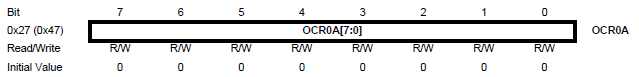 Bit 7 6 5 4 3 2 1 0
0x27 (0x47) OCR0A[7:0] OCR0A
Read/Write R/W R/W R/W R/W R/W R/W R/W R/W
Initial Value 0 0 0 0 0 0 0 0